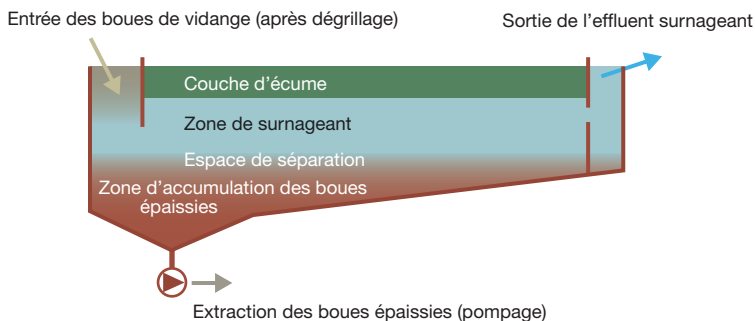 Entrée des boues de vidange (après dégrillage)
Sortie de l’effluent surnageant
Couche d’écume
Zone de surnageant
Espace de séparation
Zone d’accumulation des boues
épaissies
Extraction des boues épaissies (pompage)